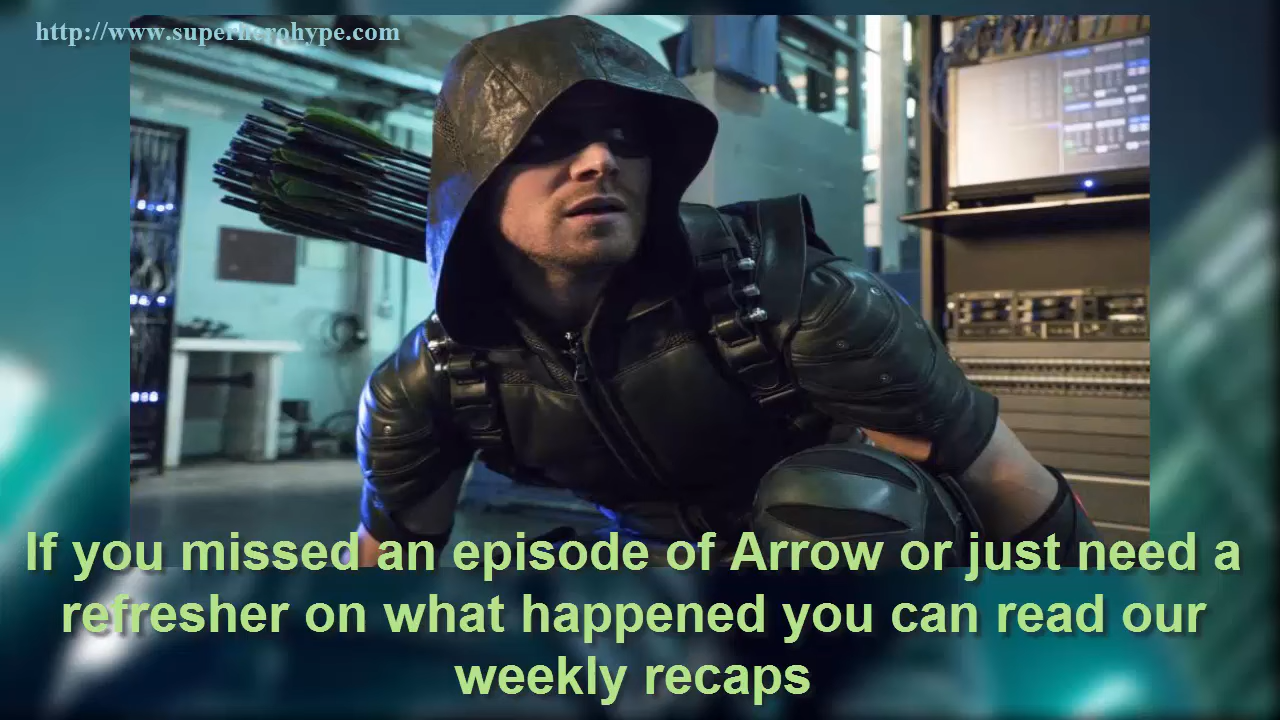 http://www.superherohype.com
If you missed an episode of Arrow or just need a
refresher on what happened you can read our
weekly recaps